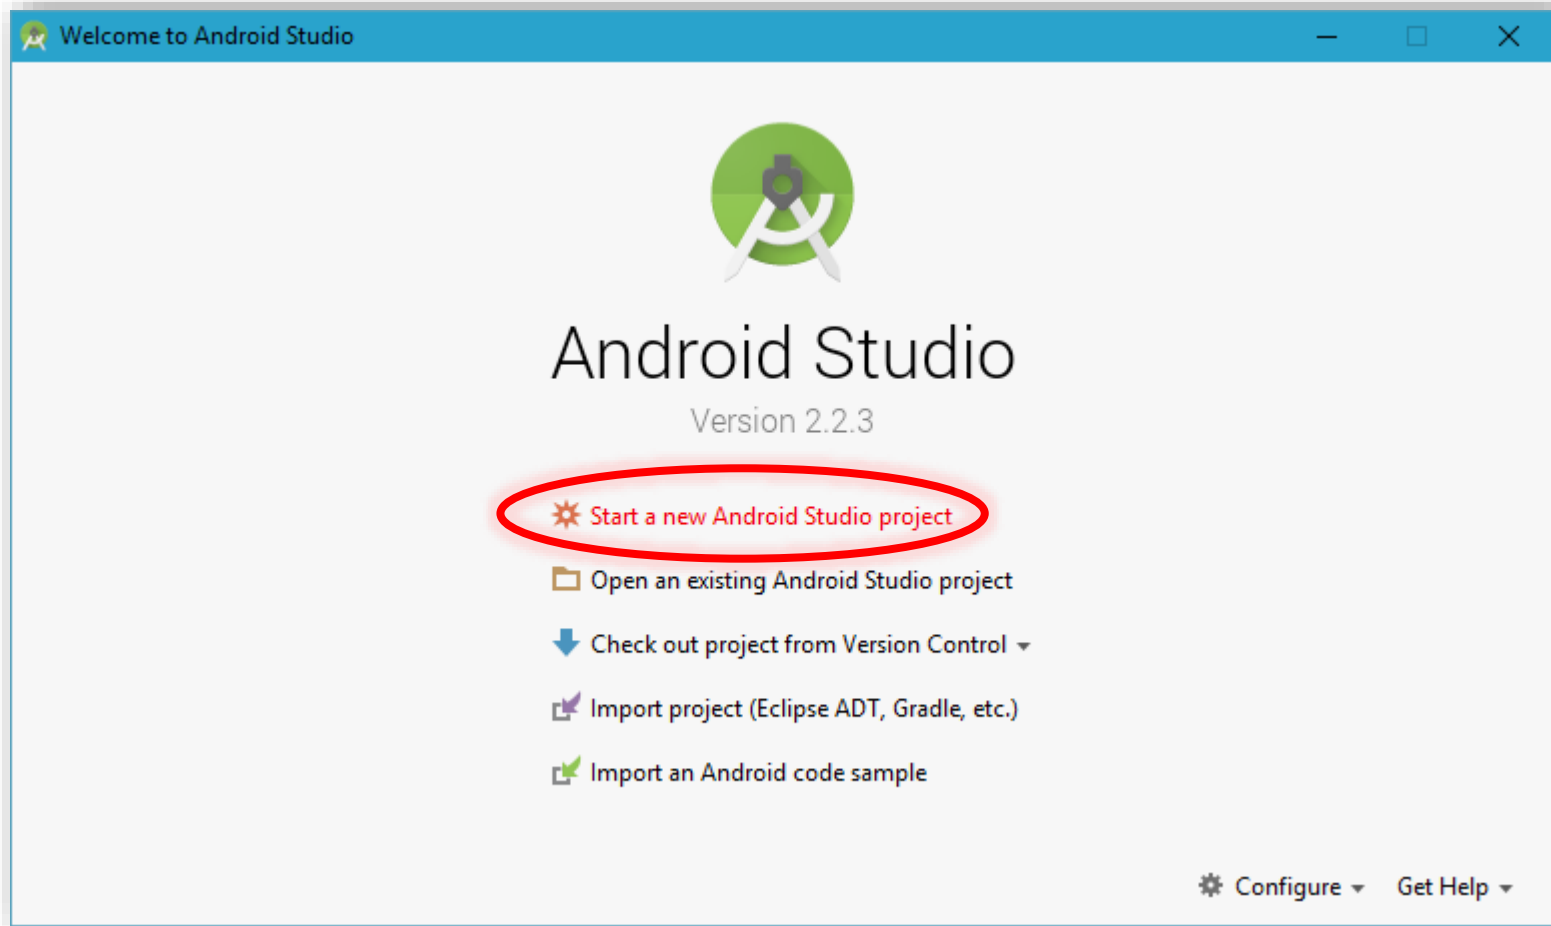 Welcome to Android Studio
Android Studio
Version 2.2.3
Start a new Android Studio project
Open an existing Android Studio project
Check out project from Version Control
Import project (Eclipse ADT, Gradle, etc.)
Import an Android code sample
Configure Get Help